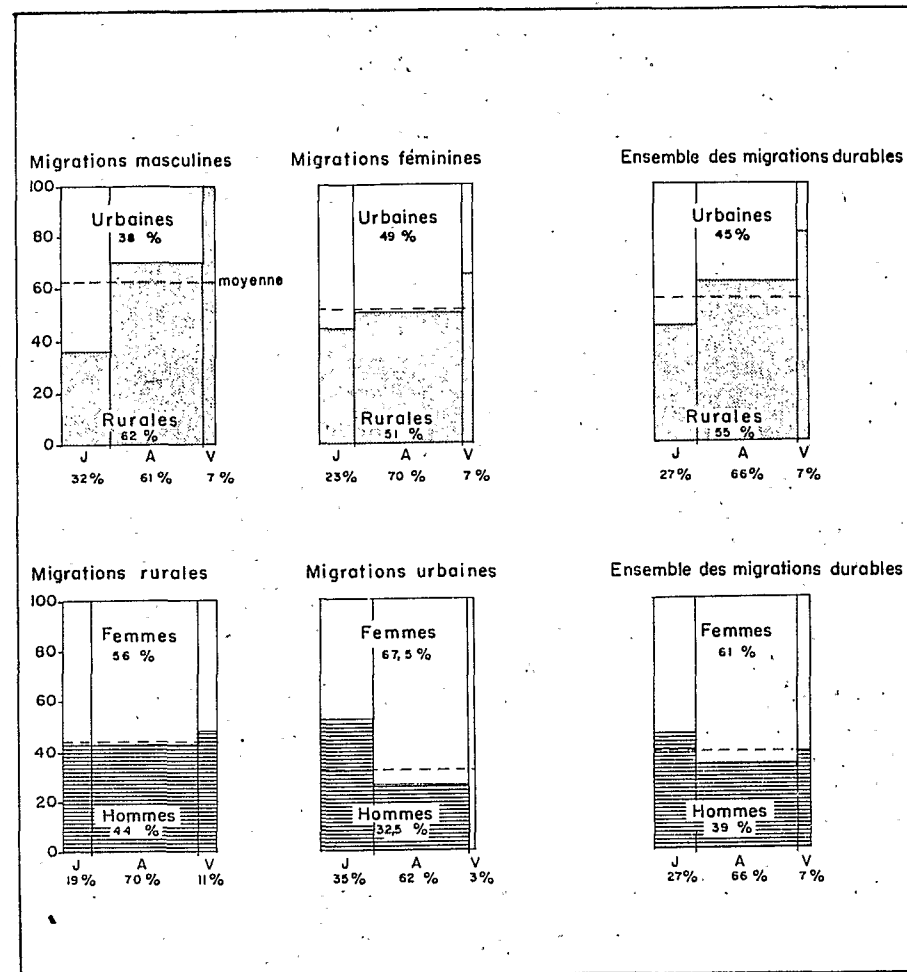 Migrations masculines
100
80
60
40
20
0
Urbaines
38 %
moyenne
Rurales
62 %
J A V
32% 61 % 7 %
Migrations féminines
Urbaines
49 %
Rurales
51 %
J A V
23% 70 % 7 %
Ensemble des migrations durables
Urbaines
45%
Rurales
55 %
J A V
27% 66% 7%
Migrations rurales
100
80
60
40
20
0
Femmes
56 %
Hommes
44 %
J A V
19% 70% 11%
Migrations urbaines
Femmes
67,5 %
Hommes
32,5 %
J A V
35% 62 % 3%
Ensemble des migrations durables
Femmes
61 %
Hommes
39 %
J A V
27% 66 % 7%